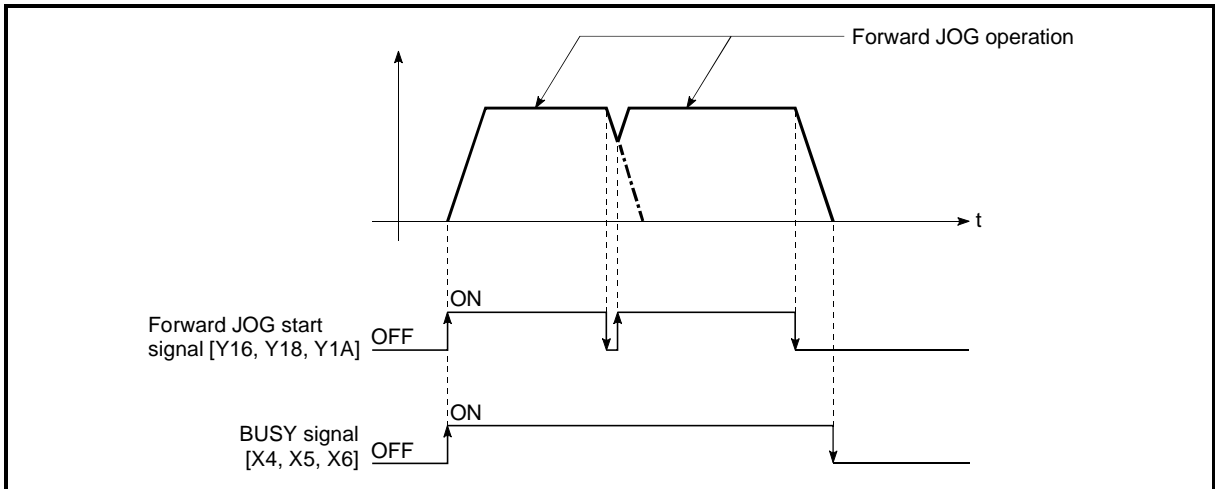 Forward JOG operation
t
ON
Forward JOG start
signal [Y16, Y18, Y1A]
OFF
ON
BUSY signal
[X4, X5, X6]
OFF